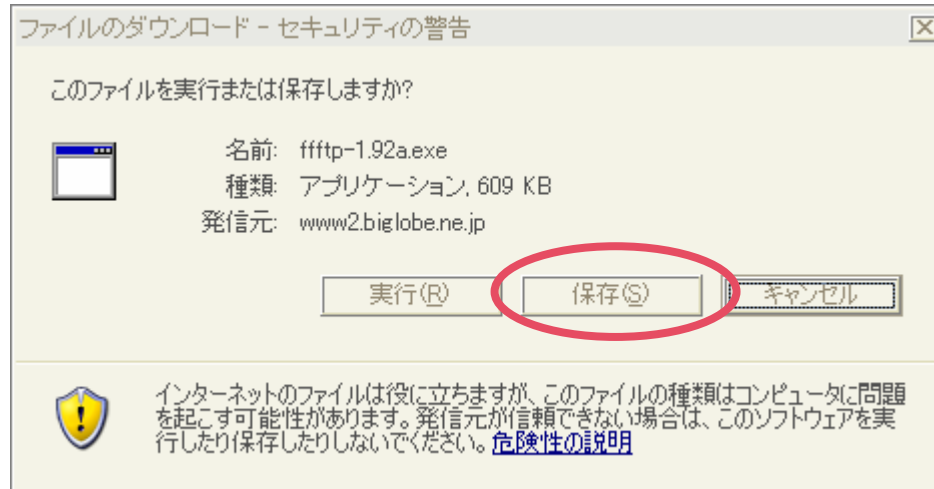 ファイルのダウンロード - セキュリティの警告
このファイルを実行または保存しますか?
名前: ffftp-1.92a.exe
種類: アプリケーション, 609 KB
発信元: www2.biglobe.ne.jp
実行(R) 保存(S) キャンセル
インターネットのファイルは役に立ちますが、このファイルの種類はコンピュータに問題
を起こす可能性があります。発信元が信頼できない場合は、このソフトウェアを実
行したり保存したりしないでください。危険性の説明